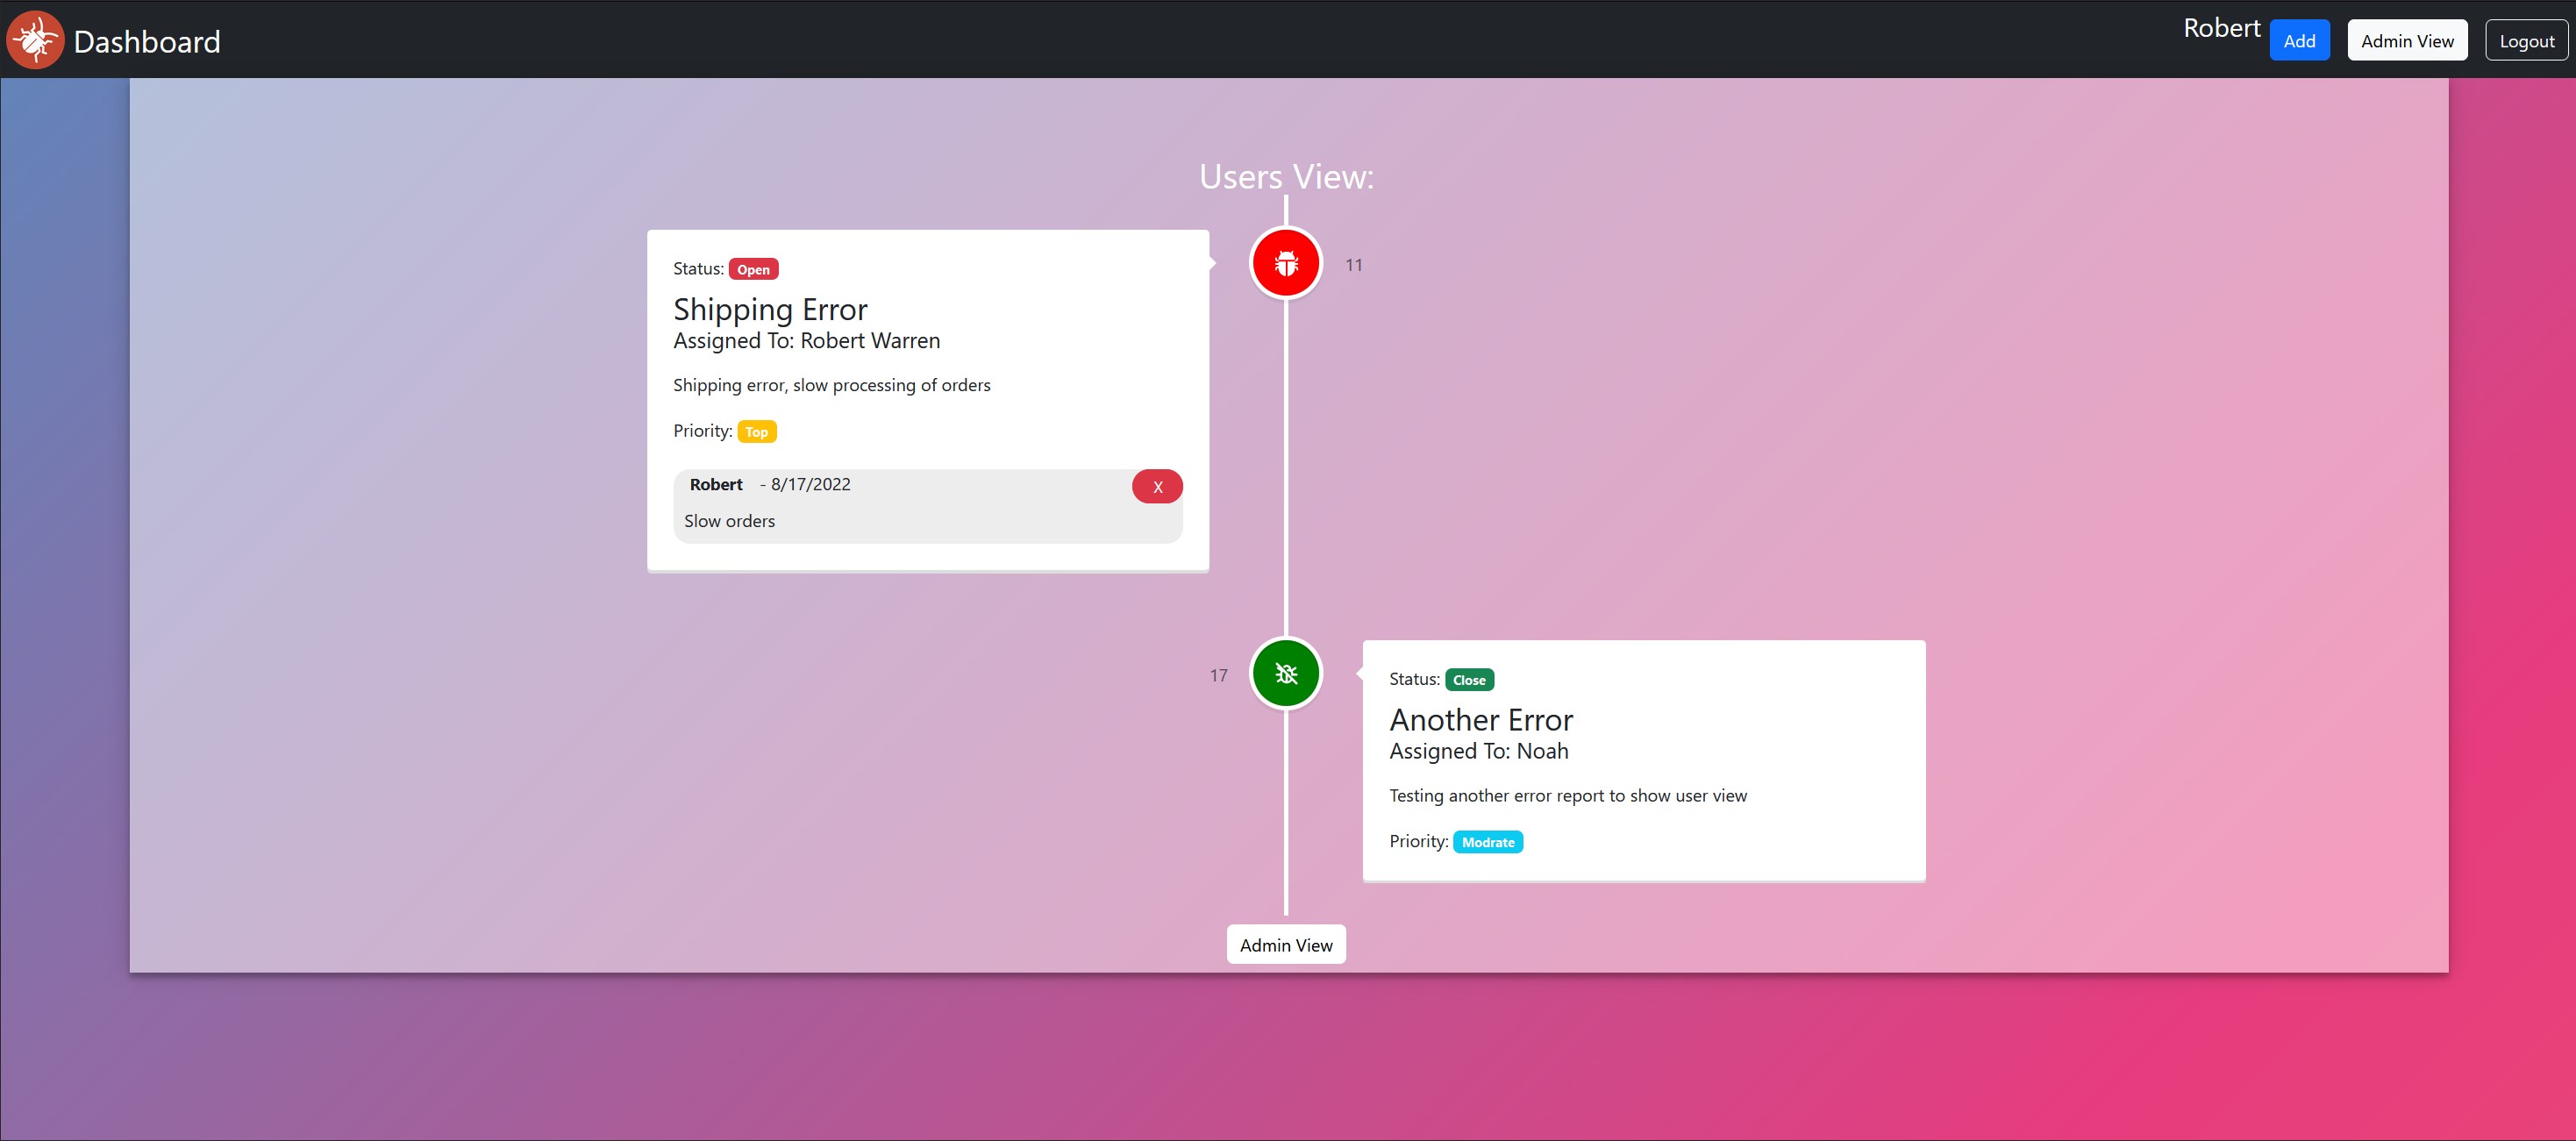 Dashboard
Robert Add Admin View Logout
Users View:
Status: Open
11
Shipping Error
Assigned To: Robert Warren
Shipping error, slow processing of orders
Priority: Top
Robert - 8/17/2022 X
Slow orders
17
Status: Close
Another Error
Assigned To: Noah
Testing another error report to show user view
Priority: Modrate
Admin View